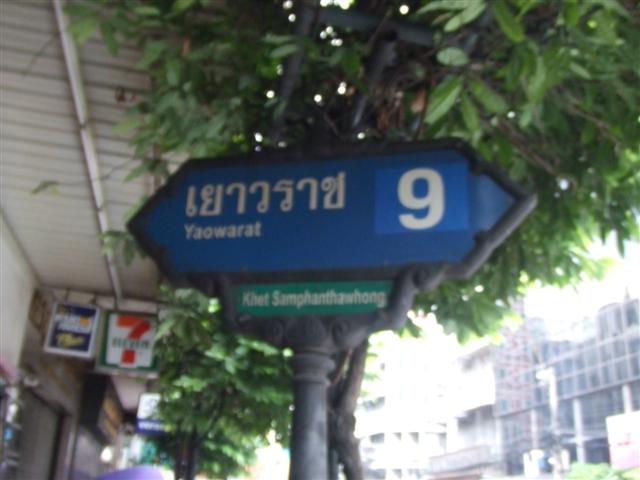 เยาวราช 9
Yaowarat
Khet Samphanthawhong
7
ELEVEN